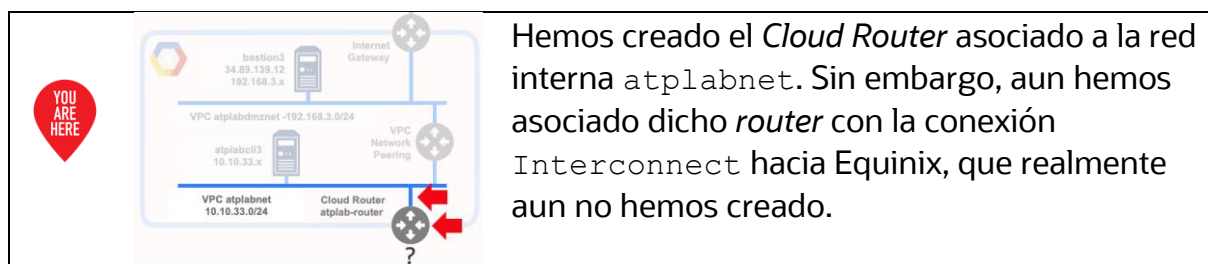 YOU
ARE
HERE
Internet
Gateway
bastion3
34.89.139.12
192.168.3.x
VPC atplabdmznet -192.168.3.0/24
VPC
Network
Peering
atplabcli3
10.10.33.x
VPC atplabnet
10.10.33.0/24
Cloud Router
atplab-router
?
Hemos creado el Cloud Router asociado a la red
interna atplabnet. Sin embargo, aun hemos
asociado dicho router con la conexión
Interconnect hacia Equinix, que realmente
aun no hemos creado.